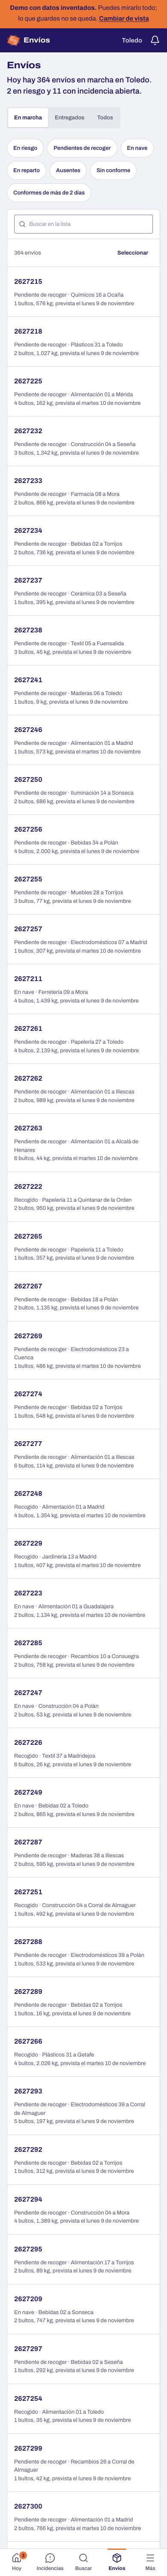 Demo con datos inventados. Puedes mirarlo todo;
lo que guardes no se queda. Cambiar de vista
Envíos
Toledo
Envíos
Hoy hay 364 envíos en marcha en Toledo.
2 en riesgo y 11 con incidencia abierta.
En marcha
Entregados
Todos
En riesgo
Pendientes de recoger
En nave
En reparto
Ausentes
Sin conforme
Conformes de más de 2 días
Buscar en la lista
364 envíos
Seleccionar
2627215
Pendiente de recoger · Químicos 16 a Ocaña
1 bultos, 576 kg, prevista el lunes 9 de noviembre
2627218
Pendiente de recoger · Plásticos 31 a Toledo
2 bultos, 1.027 kg, prevista el lunes 9 de noviembre
2627225
Pendiente de recoger · Alimentación 01 a Mérida
4 bultos, 162 kg, prevista el martes 10 de noviembre
2627232
Pendiente de recoger · Construcción 04 a Seseña
3 bultos, 1.342 kg, prevista el lunes 9 de noviembre
2627233
Pendiente de recoger · Farmacia 08 a Mora
2 bultos, 866 kg, prevista el lunes 9 de noviembre
2627234
Pendiente de recoger · Bebidas 02 a Torrijos
2 bultos, 736 kg, prevista el lunes 9 de noviembre
2627237
Pendiente de recoger · Cerámica 03 a Seseña
1 bultos, 395 kg, prevista el lunes 9 de noviembre
2627238
Pendiente de recoger · Textil 05 a Fuensalida
3 bultos, 45 kg, prevista el lunes 9 de noviembre
2627241
Pendiente de recoger · Maderas 06 a Toledo
1 bultos, 9 kg, prevista el lunes 9 de noviembre
2627246
Pendiente de recoger · Alimentación 01 a Madrid
1 bultos, 573 kg, prevista el martes 10 de noviembre
2627250
Pendiente de recoger · Iluminación 14 a Sonseca
2 bultos, 686 kg, prevista el lunes 9 de noviembre
2627256
Pendiente de recoger · Bebidas 34 a Polán
4 bultos, 2.000 kg, prevista el lunes 9 de noviembre
2627255
Pendiente de recoger · Muebles 28 a Torrijos
3 bultos, 77 kg, prevista el lunes 9 de noviembre
2627257
Pendiente de recoger · Electrodomésticos 07 a Madrid
1 bultos, 307 kg, prevista el martes 10 de noviembre
2627211
En nave · Ferretería 09 a Mora
4 bultos, 1.439 kg, prevista el lunes 9 de noviembre
2627261
Pendiente de recoger · Papelería 27 a Toledo
4 bultos, 2.139 kg, prevista el lunes 9 de noviembre
2627262
Pendiente de recoger · Alimentación 01 a Illescas
2 bultos, 989 kg, prevista el lunes 9 de noviembre
2627263
Pendiente de recoger · Alimentación 01 a Alcalá de
Henares
6 bultos, 44 kg, prevista el martes 10 de noviembre
2627222
Recogido · Papelería 11 a Quintanar de la Orden
2 bultos, 950 kg, prevista el lunes 9 de noviembre
2627265
Pendiente de recoger · Papelería 11 a Toledo
1 bultos, 357 kg, prevista el lunes 9 de noviembre
2627267
Pendiente de recoger · Bebidas 18 a Polán
2 bultos, 1.135 kg, prevista el lunes 9 de noviembre
2627269
Pendiente de recoger · Electrodomésticos 23 a
Cuenca
1 bultos, 486 kg, prevista el martes 10 de noviembre
2627274
Pendiente de recoger · Bebidas 02 a Torrijos
1 bultos, 548 kg, prevista el lunes 9 de noviembre
2627277
Pendiente de recoger · Alimentación 01 a Illescas
6 bultos, 114 kg, prevista el lunes 9 de noviembre
2627248
Recogido · Alimentación 01 a Madrid
4 bultos, 1.354 kg, prevista el martes 10 de noviembre
2627229
Recogido · Jardinería 13 a Madrid
1 bultos, 407 kg, prevista el martes 10 de noviembre
2627223
En nave · Alimentación 01 a Guadalajara
2 bultos, 1.134 kg, prevista el martes 10 de noviembre
2627285
Pendiente de recoger · Recambios 10 a Consuegra
2 bultos, 758 kg, prevista el lunes 9 de noviembre
2627247
En nave · Construcción 04 a Polán
2 bultos, 53 kg, prevista el lunes 9 de noviembre
2627226
Recogido · Textil 37 a Madridejos
6 bultos, 26 kg, prevista el lunes 9 de noviembre
2627249
En nave · Bebidas 02 a Toledo
2 bultos, 865 kg, prevista el lunes 9 de noviembre
2627287
Pendiente de recoger · Maderas 38 a Illescas
2 bultos, 595 kg, prevista el lunes 9 de noviembre
2627251
Recogido · Construcción 04 a Corral de Almaguer
1 bultos, 492 kg, prevista el lunes 9 de noviembre
2627288
Pendiente de recoger · Electrodomésticos 39 a Polán
1 bultos, 533 kg, prevista el lunes 9 de noviembre
2627289
Pendiente de recoger · Bebidas 02 a Torrijos
1 bultos, 16 kg, prevista el lunes 9 de noviembre
2627266
Recogido · Plásticos 31 a Getafe
4 bultos, 2.026 kg, prevista el martes 10 de noviembre
2627293
Pendiente de recoger · Electrodomésticos 39 a Corral
de Almaguer
5 bultos, 197 kg, prevista el lunes 9 de noviembre
2627292
Pendiente de recoger · Bebidas 02 a Torrijos
1 bultos, 312 kg, prevista el lunes 9 de noviembre
2627294
Pendiente de recoger · Construcción 04 a Mora
4 bultos, 1.389 kg, prevista el lunes 9 de noviembre
2627295
Pendiente de recoger · Alimentación 17 a Torrijos
2 bultos, 89 kg, prevista el lunes 9 de noviembre
2627209
En nave · Bebidas 02 a Sonseca
2 bultos, 747 kg, prevista el lunes 9 de noviembre
2627297
Pendiente de recoger · Bebidas 02 a Seseña
1 bultos, 292 kg, prevista el lunes 9 de noviembre
2627254
Recogido · Alimentación 01 a Toledo
1 bultos, 35 kg, prevista el lunes 9 de noviembre
2627299
Pendiente de recoger · Recambios 26 a Corral de
Almaguer
1 bultos, 42 kg, prevista el lunes 9 de noviembre
2627300
Pendiente de recoger · Alimentación 01 a Madrid
2 bultos, 786 kg, prevista el martes 10 de noviembre
Hoy
Incidencias
Buscar
Envíos
Más